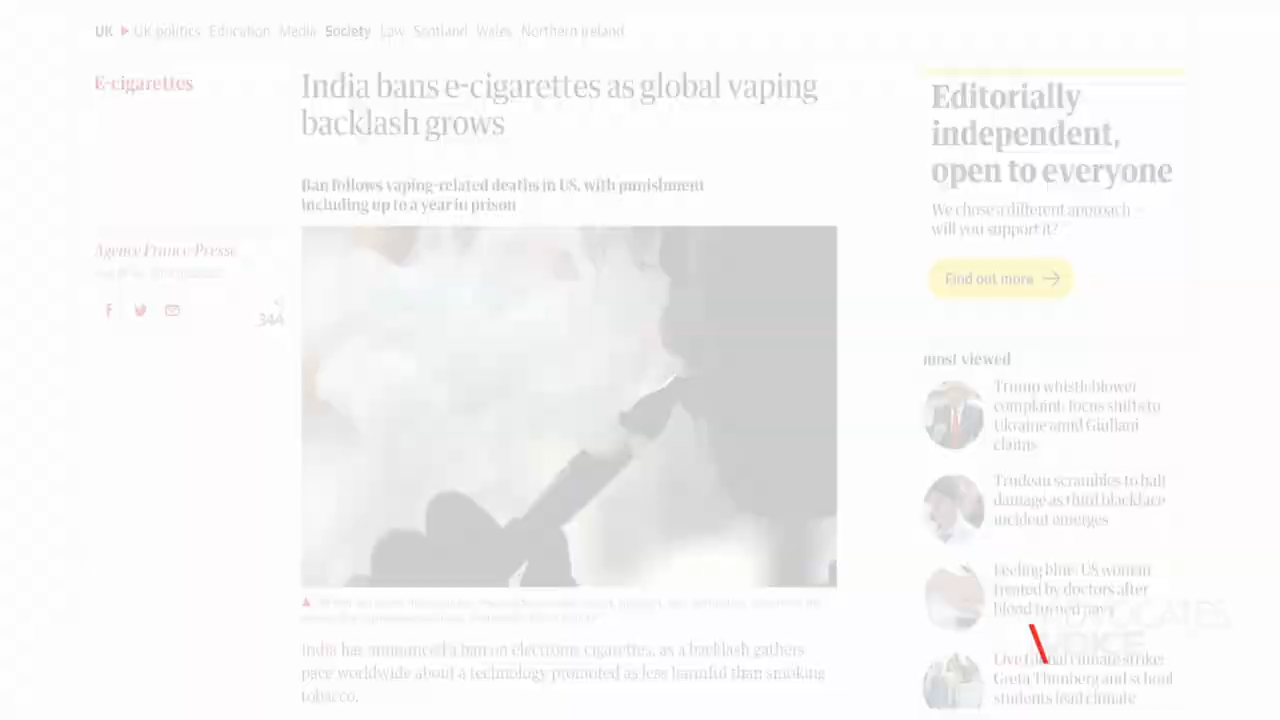 UK UK politics Education Media Society Law Scotland Wales Northern Ireland
E-cigarettes
India bans e-cigarettes as global vaping
backlash grows
Ban follows vaping-related deaths in US, with punishment
including up to a year in prison
Agence France-Presse
344
India has announced a ban on electronic cigarettes, as a backlash gathers
pace worldwide about a technology promoted as less harmful than smoking
tobacco.
Editorially
independent,
open to everyone
We chose a different approach –
will you support it?
Find out more
most viewed
Trump whistleblower
complaint: focus shifts to
Ukraine amid Giuliani
claims
Trudeau scrambles to halt
damage as third blackface
incident emerges
Feeling blue: US woman
treated by doctors after
blood turned navy
Live Global climate strike:
Greta Thunberg and school
students lead climate
ADVOCATES
VOICE